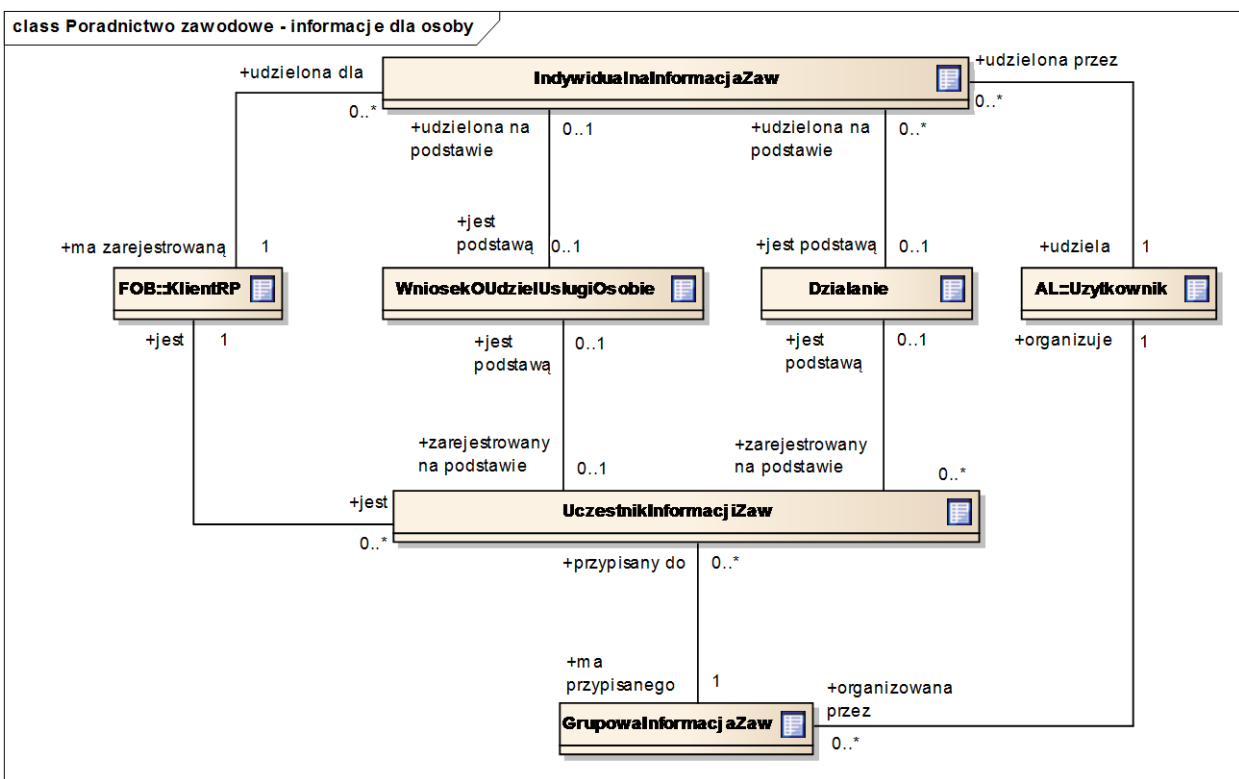 class Poradnictwo zawodowe - informacje dla osoby
+udzielona dla
IndywidualnaInformacjaZaw
+udzielona przez
0..*
0..*
+udzielona na
podstawie
0..1
+udzielona na
podstawie
0..*
+ma zarejestrowaną
1
+jest
podstawą
0..1
+jest podstawą
0..1
+udziela
1
FOB::KlientRP
WniosekOUdzielUslugiOsobie
Dzialanie
AL::Uzytkownik
+jest
1
+jest
podstawą
0..1
+jest
podstawą
0..1
+organizuje
1
+zarejestrowany
na podstawie
0..1
+zarejestrowany
na podstawie
0..*
+jest
0..*
UczestnikInformacjiZaw
+przypisany do
0..*
+ma
przypisanego
1
+organizowana
przez
0..*
GrupowaInformacjaZaw